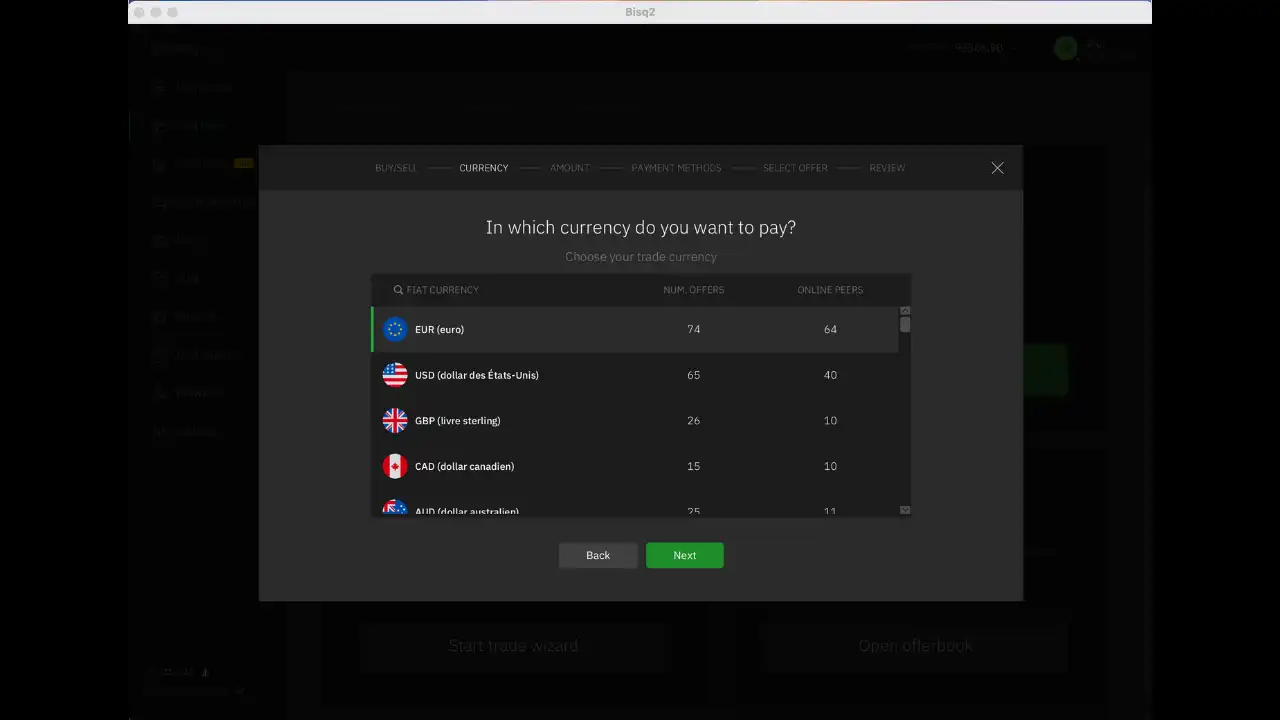 Bisq2
BUY/SELL CURRENCY AMOUNT PAYMENT METHODS SELECT OFFER REVIEW
In which currency do you want to pay?
Choose your trade currency
FIAT CURRENCY NUM. OFFERS ONLINE PEERS
EUR (euro) 74 64
USD (dollar des États-Unis) 65 40
GBP (livre sterling) 26 10
CAD (dollar canadien) 15 10
AUD (dollar australien) 25 11
Back Next
Start trade wizard Open offerbook